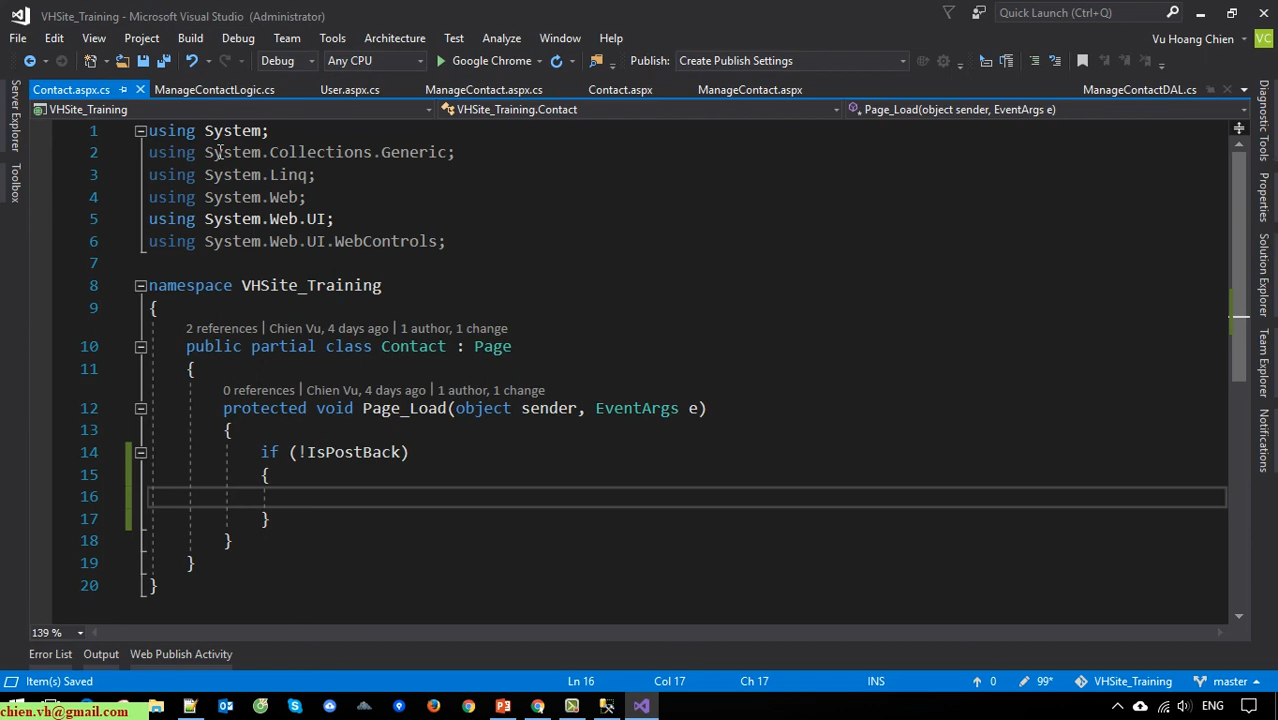 VHSite_Training - Microsoft Visual Studio (Administrator)
Quick Launch (Ctrl+Q)
File Edit View Project Build Debug Team Tools Architecture Test Analyze Window Help
Vu Hoang Chien VC
Debug Any CPU Google Chrome Publish: Create Publish Settings
Contact.aspx.cs ManageContactLogic.cs User.aspx.cs ManageContact.aspx.cs Contact.aspx ManageContact.aspx ManageContactDAL.cs
VHSite_Training VHSite_Training.Contact Page_Load(object sender, EventArgs e)
Server Explorer
Toolbox
1 using System;
2 using System.Collections.Generic;
3 using System.Linq;
4 using System.Web;
5 using System.Web.UI;
6 using System.Web.UI.WebControls;
7
8 namespace VHSite_Training
9 {
2 references | Chien Vu, 4 days ago | 1 author, 1 change
10 public partial class Contact : Page
11 {
0 references | Chien Vu, 4 days ago | 1 author, 1 change
12 protected void Page_Load(object sender, EventArgs e)
13 {
14 if (!IsPostBack)
15 {
16
17 }
18 }
19 }
20 }
Diagnostic Tools
Properties
Solution Explorer
Team Explorer
Notifications
139 %
Error List Output Web Publish Activity
Item(s) Saved Ln 16 Col 17 Ch 17 INS 0 99* VHSite_Training master
chien.vh@gmail.com
ENG